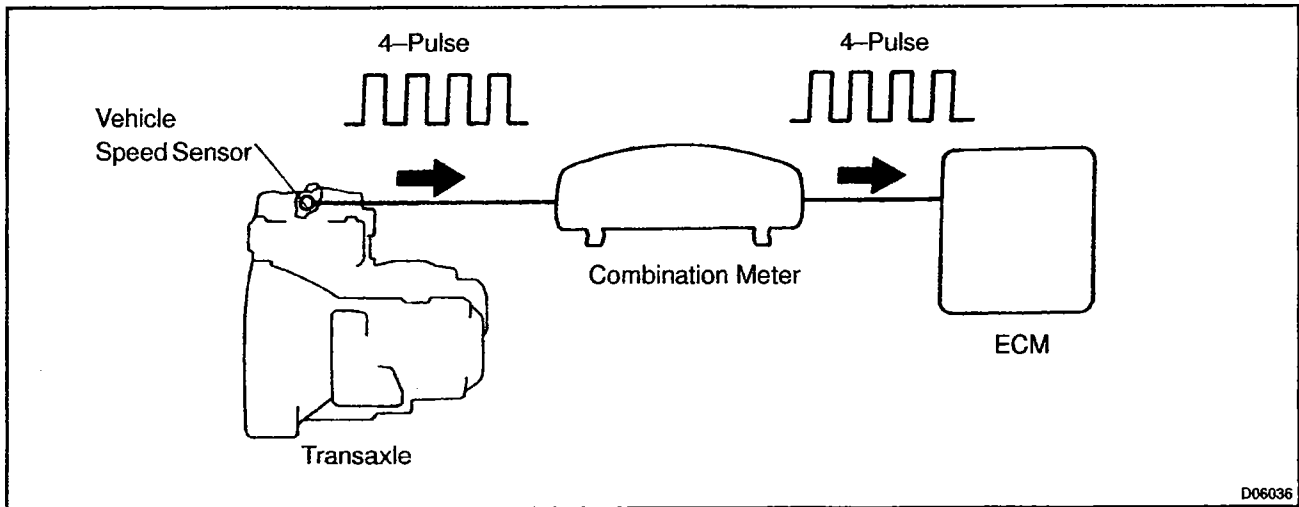 4–Pulse
4–Pulse
Vehicle
Speed Sensor
Combination Meter
ECM
Transaxle
D06036